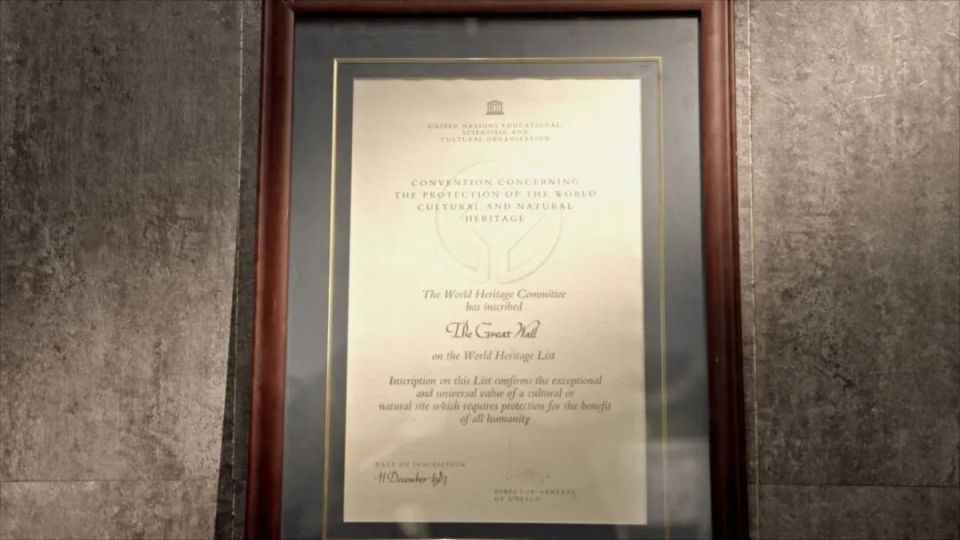 UNITED NATIONS EDUCATIONAL,
SCIENTIFIC AND
CULTURAL ORGANIZATION
CONVENTION CONCERNING
THE PROTECTION OF THE WORLD
CULTURAL AND NATURAL
HERITAGE
The World Heritage Committee
has inscribed
The Great Wall
on the World Heritage List
Inscription on this List confirms the exceptional
and universal value of a cultural or
natural site which requires protection for the benefit
of all humanity
DATE OF INSCRIPTION
11 December 1987
DIRECTOR-GENERAL
OF UNESCO